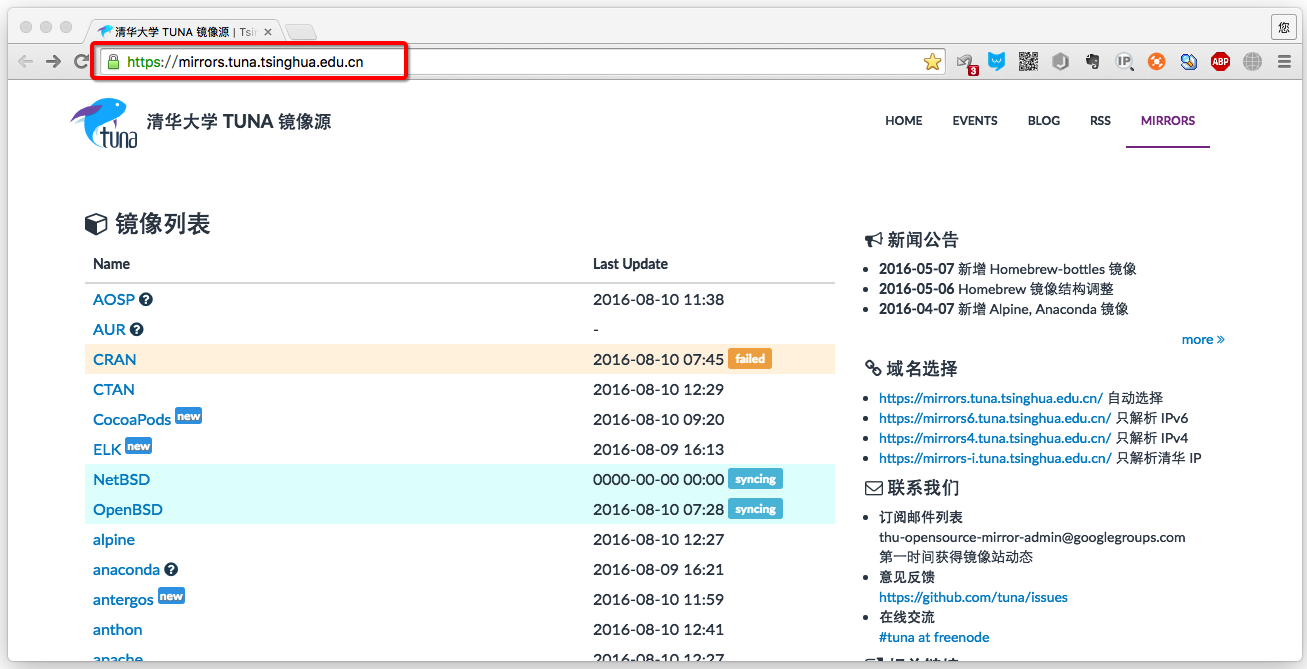 清华大学 TUNA 镜像源 | Tsi
您
https://mirrors.tuna.tsinghua.edu.cn
3
IP
ABP
tuna
清华大学 TUNA 镜像源
HOME EVENTS BLOG RSS MIRRORS
镜像列表
Name Last Update
AOSP 2016-08-10 11:38
AUR -
CRAN 2016-08-10 07:45 failed
CTAN 2016-08-10 12:29
CocoaPods new 2016-08-10 09:20
ELK new 2016-08-09 16:13
NetBSD 0000-00-00 00:00 syncing
OpenBSD 2016-08-10 07:28 syncing
alpine 2016-08-10 12:27
anaconda 2016-08-09 16:21
antergos new 2016-08-10 11:59
anthon 2016-08-10 12:41
apache 2016-08-10 12:27
新闻公告
2016-05-07 新增 Homebrew-bottles 镜像
2016-05-06 Homebrew 镜像结构调整
2016-04-07 新增 Alpine, Anaconda 镜像
more »
域名选择
https://mirrors.tuna.tsinghua.edu.cn/ 自动选择
https://mirrors6.tuna.tsinghua.edu.cn/ 只解析 IPv6
https://mirrors4.tuna.tsinghua.edu.cn/ 只解析 IPv4
https://mirrors-i.tuna.tsinghua.edu.cn/ 只解析清华 IP
联系我们
订阅邮件列表
thu-opensource-mirror-admin@googlegroups.com
第一时间获得镜像站动态
意见反馈
https://github.com/tuna/issues
在线交流
#tuna at freenode